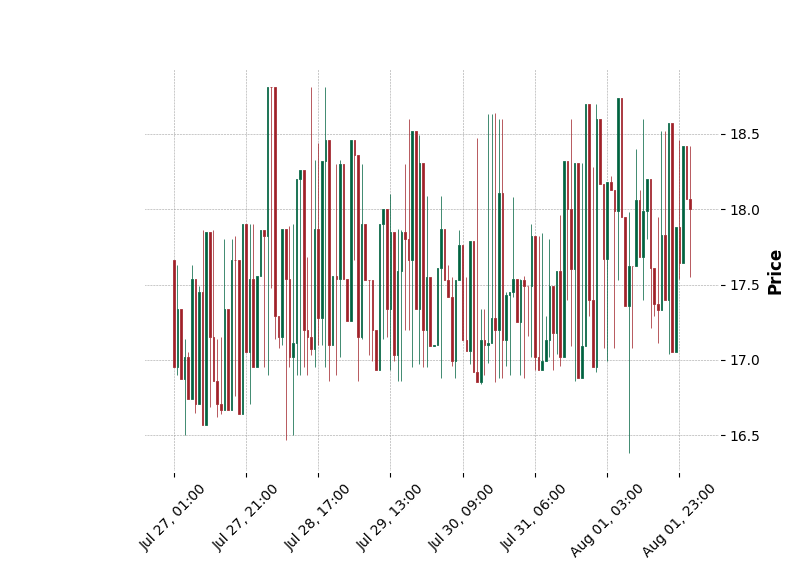 18.5
18.0
17.5
17.0
16.5
Price
Jul 27, 01:00
Jul 27, 21:00
Jul 28, 17:00
Jul 29, 13:00
Jul 30, 09:00
Jul 31, 06:00
Aug 01, 03:00
Aug 01, 23:00